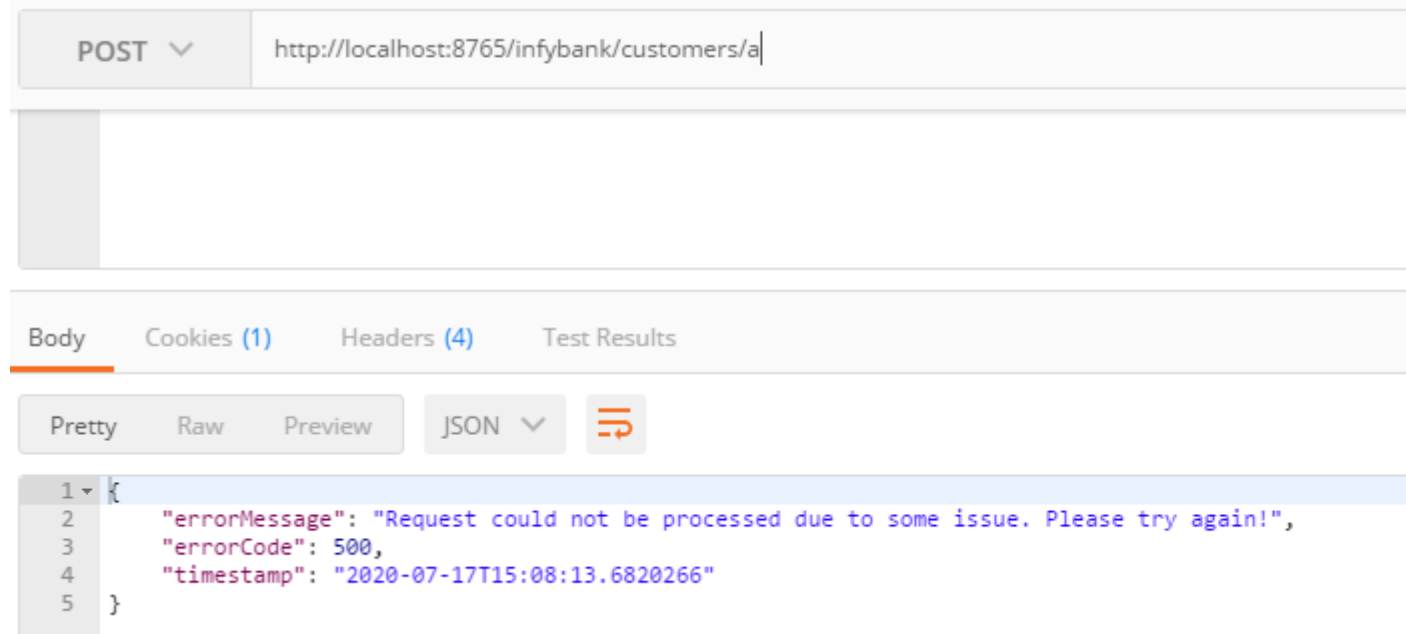 POST http://localhost:8765/infybank/customers/a
Body Cookies (1) Headers (4) Test Results
Pretty Raw Preview JSON
1 {
2 "errorMessage": "Request could not be processed due to some issue. Please try again!",
3 "errorCode": 500,
4 "timestamp": "2020-07-17T15:08:13.6820266"
5 }